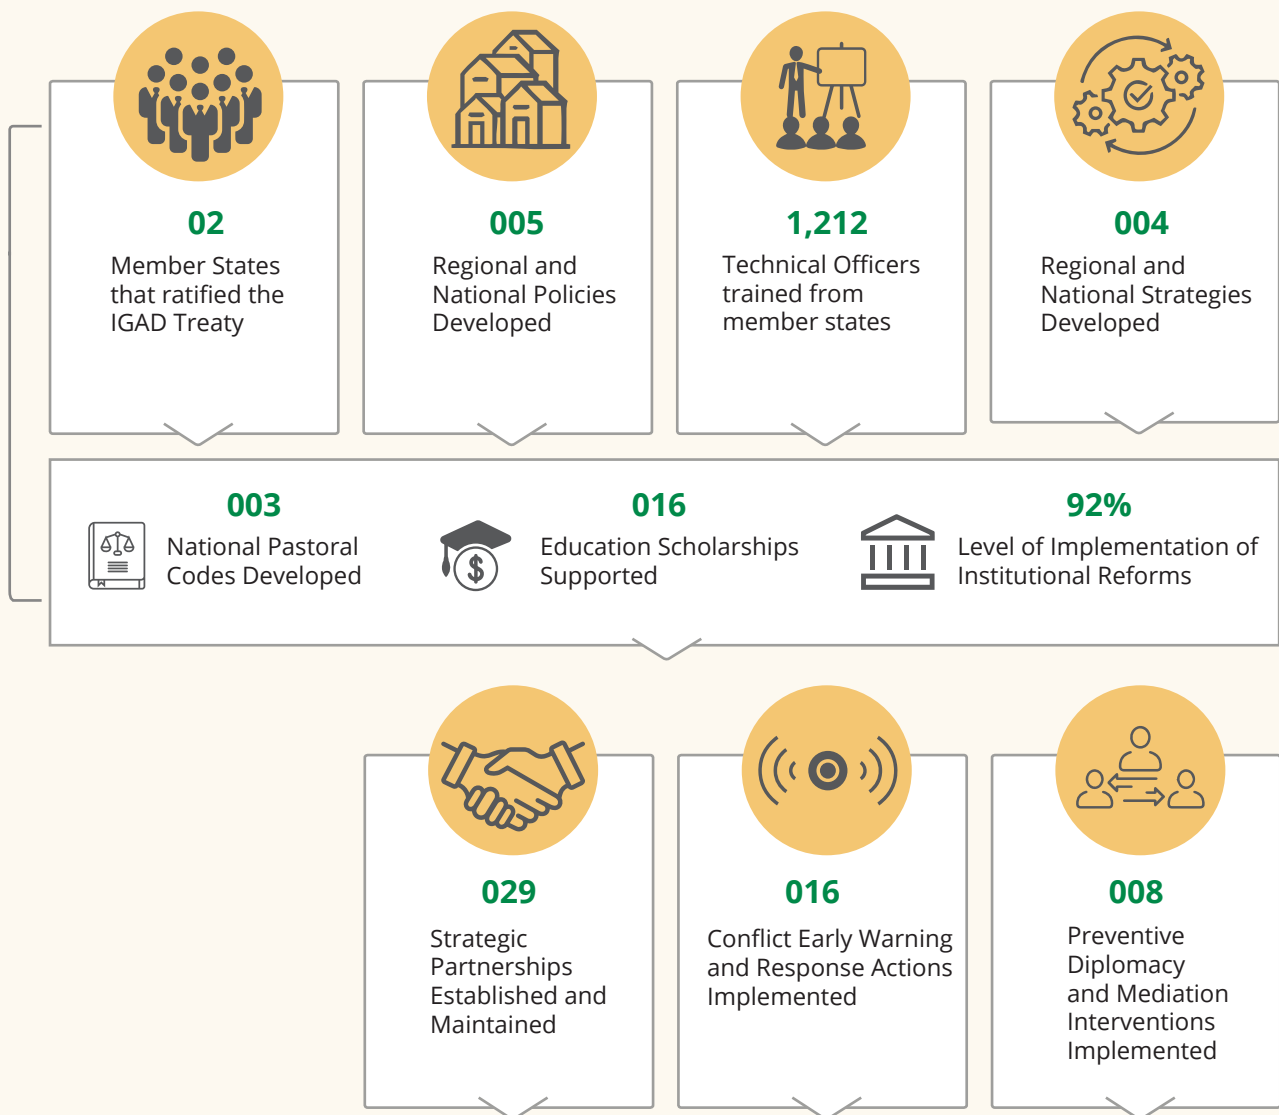 02
Member States
that ratified the
IGAD Treaty
005
Regional and
National Policies
Developed
1,212
Technical Officers
trained from
member states
004
Regional and
National Strategies
Developed
003
National Pastoral
Codes Developed
016
Education Scholarships
Supported
$
92%
Level of Implementation of
Institutional Reforms
029
Strategic
Partnerships
Established and
Maintained
016
Conflict Early Warning
and Response Actions
Implemented
008
Preventive
Diplomacy
and Mediation
Interventions
Implemented